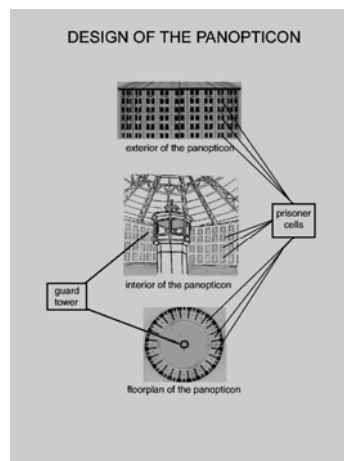 DESIGN OF THE PANOPTICON
exterior of the panopticon
prisoner
cells
interior of the panopticon
guard
tower
floorplan of the panopticon